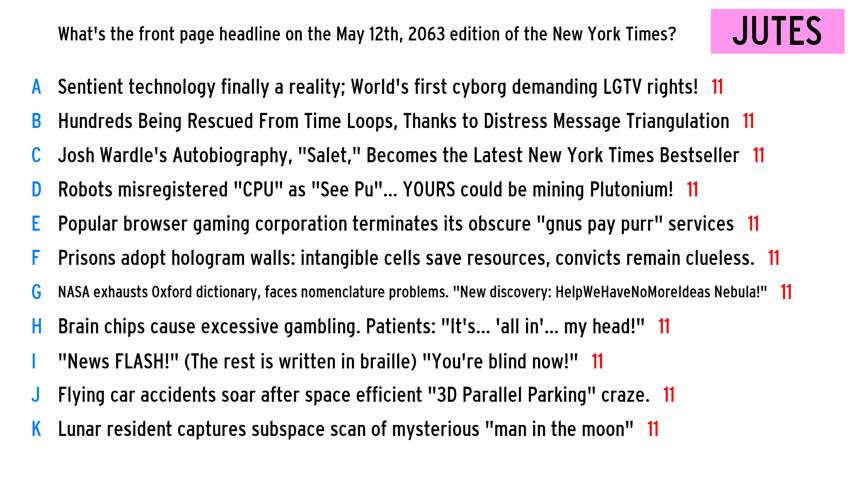 What's the front page headline on the May 12th, 2063 edition of the New York Times? JUTES
A Sentient technology finally a reality; World's first cyborg demanding LGTV rights! 11
B Hundreds Being Rescued From Time Loops, Thanks to Distress Message Triangulation 11
C Josh Wardle's Autobiography, "Salet," Becomes the Latest New York Times Bestseller 11
D Robots misregistered "CPU" as "See Pu"... YOURS could be mining Plutonium! 11
E Popular browser gaming corporation terminates its obscure "gnus pay purr" services 11
F Prisons adopt hologram walls: intangible cells save resources, convicts remain clueless. 11
G NASA exhausts Oxford dictionary, faces nomenclature problems. "New discovery: HelpWeHaveNoMoreIdeas Nebula!" 11
H Brain chips cause excessive gambling. Patients: "It's... 'all in'... my head!" 11
I "News FLASH!" (The rest is written in braille) "You're blind now!" 11
J Flying car accidents soar after space efficient "3D Parallel Parking" craze. 11
K Lunar resident captures subspace scan of mysterious "man in the moon" 11